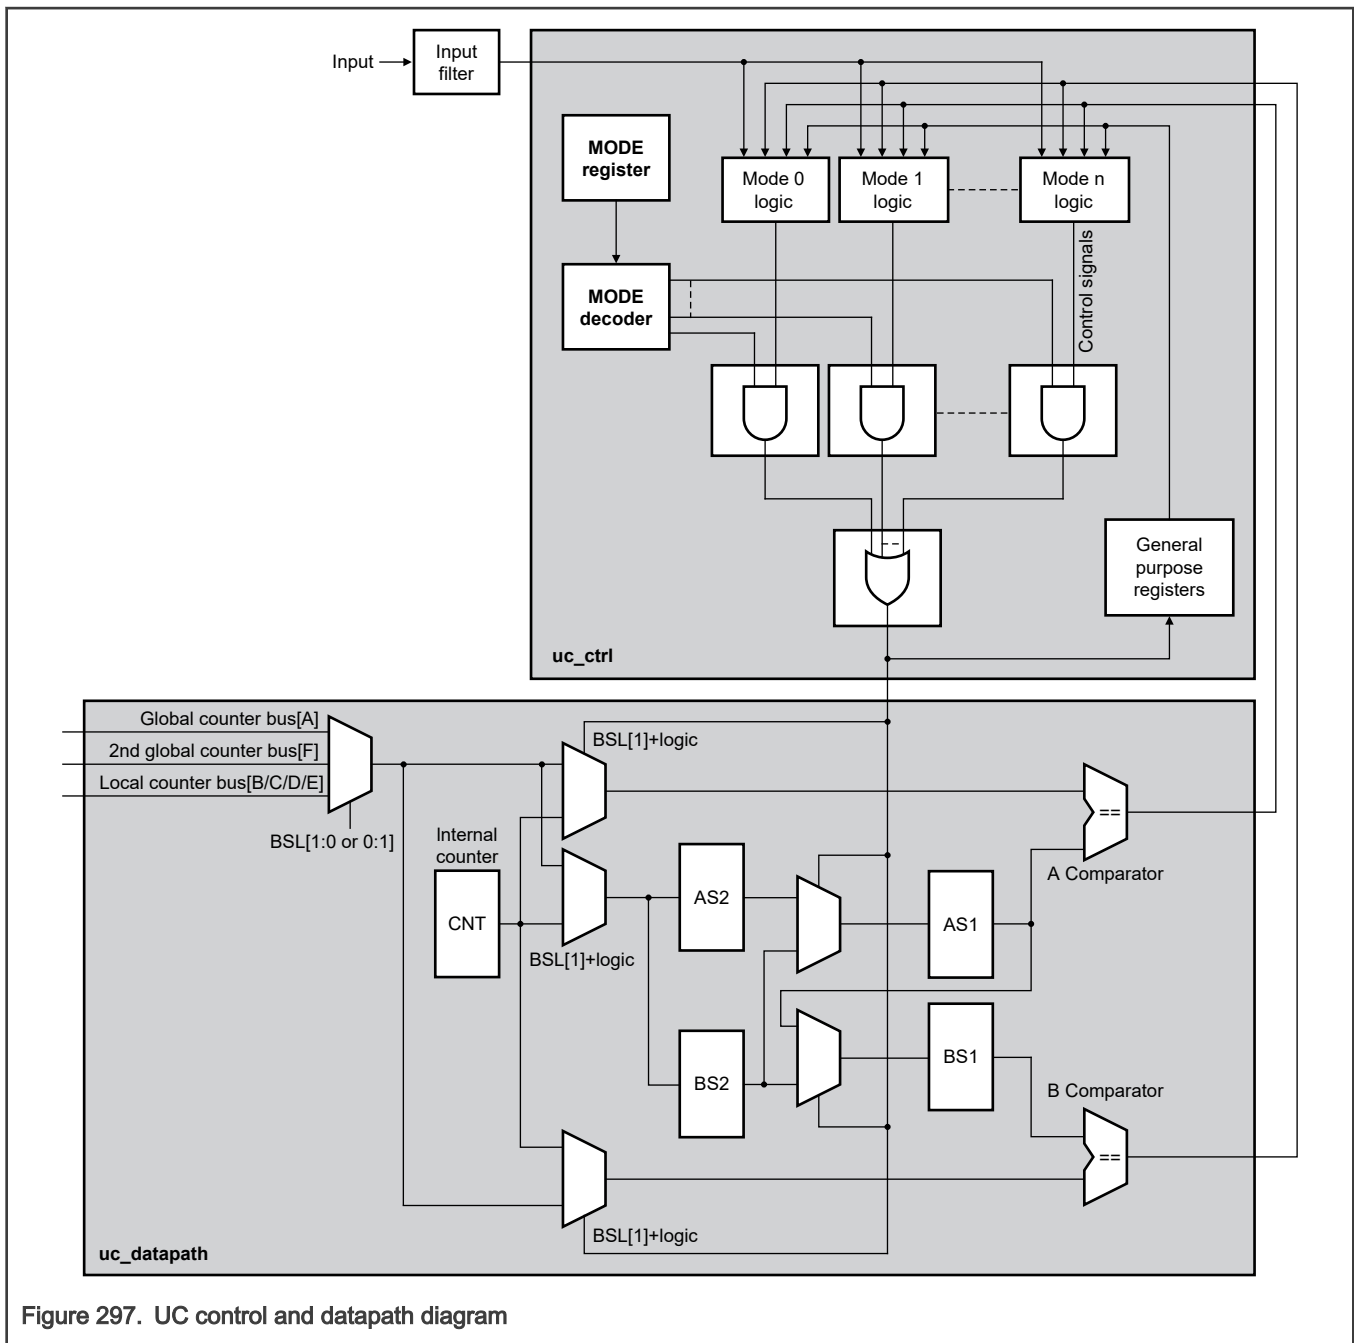 Input
Input
filter
MODE
register
Mode 0
logic
Mode 1
logic
Mode n
logic
Control signals
MODE
decoder
General
purpose
registers
uc_ctrl
Global counter bus[A]
2nd global counter bus[F]
Local counter bus[B/C/D/E]
BSL[1:0 or 0:1]
BSL[1]+logic
Internal
counter
CNT
BSL[1]+logic
AS2
AS1
==
A Comparator
BS2
BS1
B Comparator
==
BSL[1]+logic
uc_datapath
Figure 297. UC control and datapath diagram